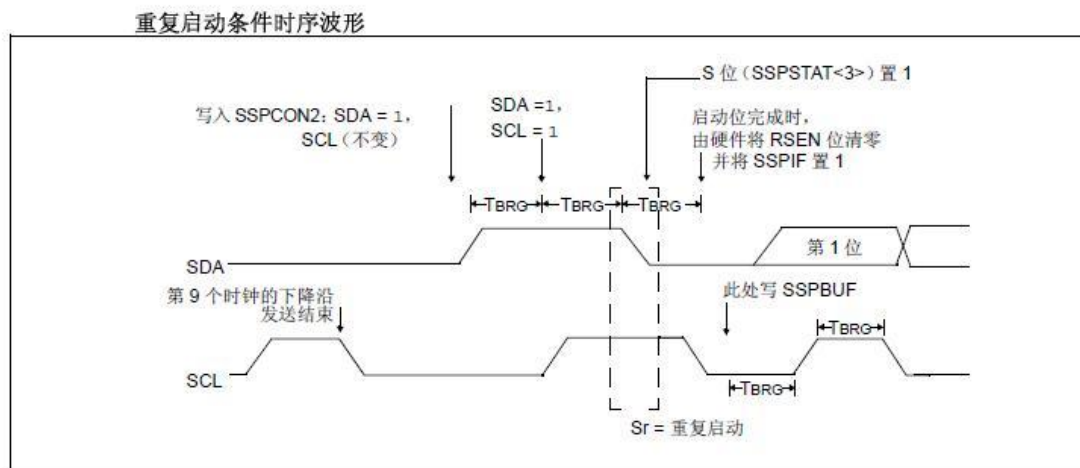 重复启动条件时序波形
S 位（SSPSTAT<3>）置 1
写入 SSPCON2：SDA = 1，
SCL（不变）
SDA =1，
SCL = 1
启动位完成时，
由硬件将 RSEN 位清零
并将 SSPIF 置 1
TBRG
TBRG
TBRG
SDA
第 1 位
第 9 个时钟的下降沿
发送结束
此处写 SSPBUF
TBRG
SCL
TBRG
Sr = 重复启动